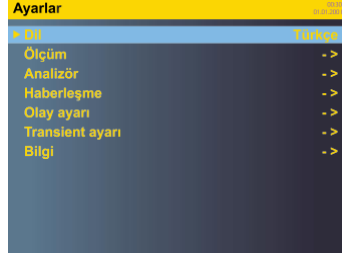 Ayarlar
Dil Türkçe
Ölçüm - >
Analizör - >
Haberleşme - >
Olay ayarı - >
Transient ayarı - >
Bilgi - >